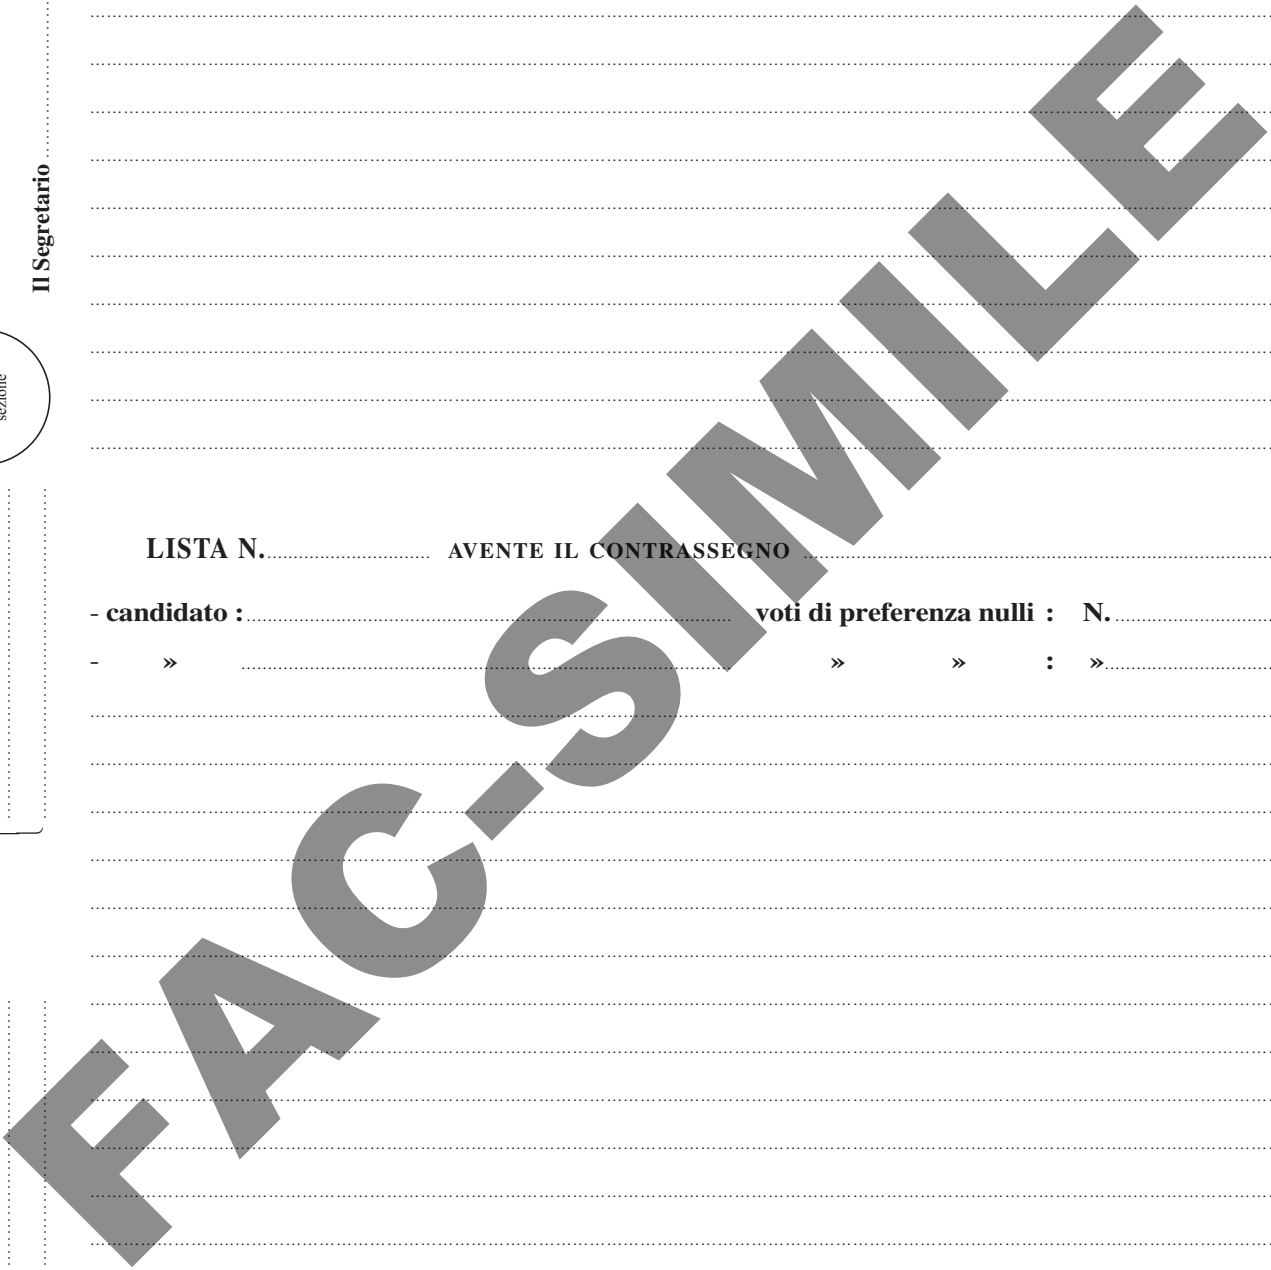 Il Segretario
sezione
LISTA N. AVENTE IL CONTRASSEGNO
- candidato : voti di preferenza nulli : N.
- » » » : »
FAC-SIMILE